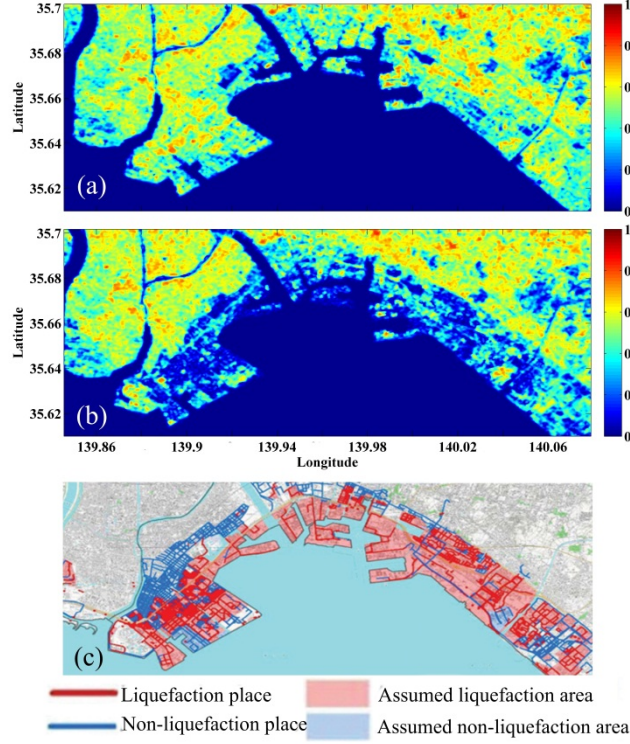 35.7
35.68
35.66
35.64
35.62
Latitude
(a)
1
0
0
0
0
0
35.7
35.68
35.66
35.64
35.62
Latitude
(b)
1
0
0
0
0
0
139.86 139.9 139.94 139.98 140.02 140.06
Longitude
(c)
Liquefaction place Assumed liquefaction area
Non-liquefaction place Assumed non-liquefaction area